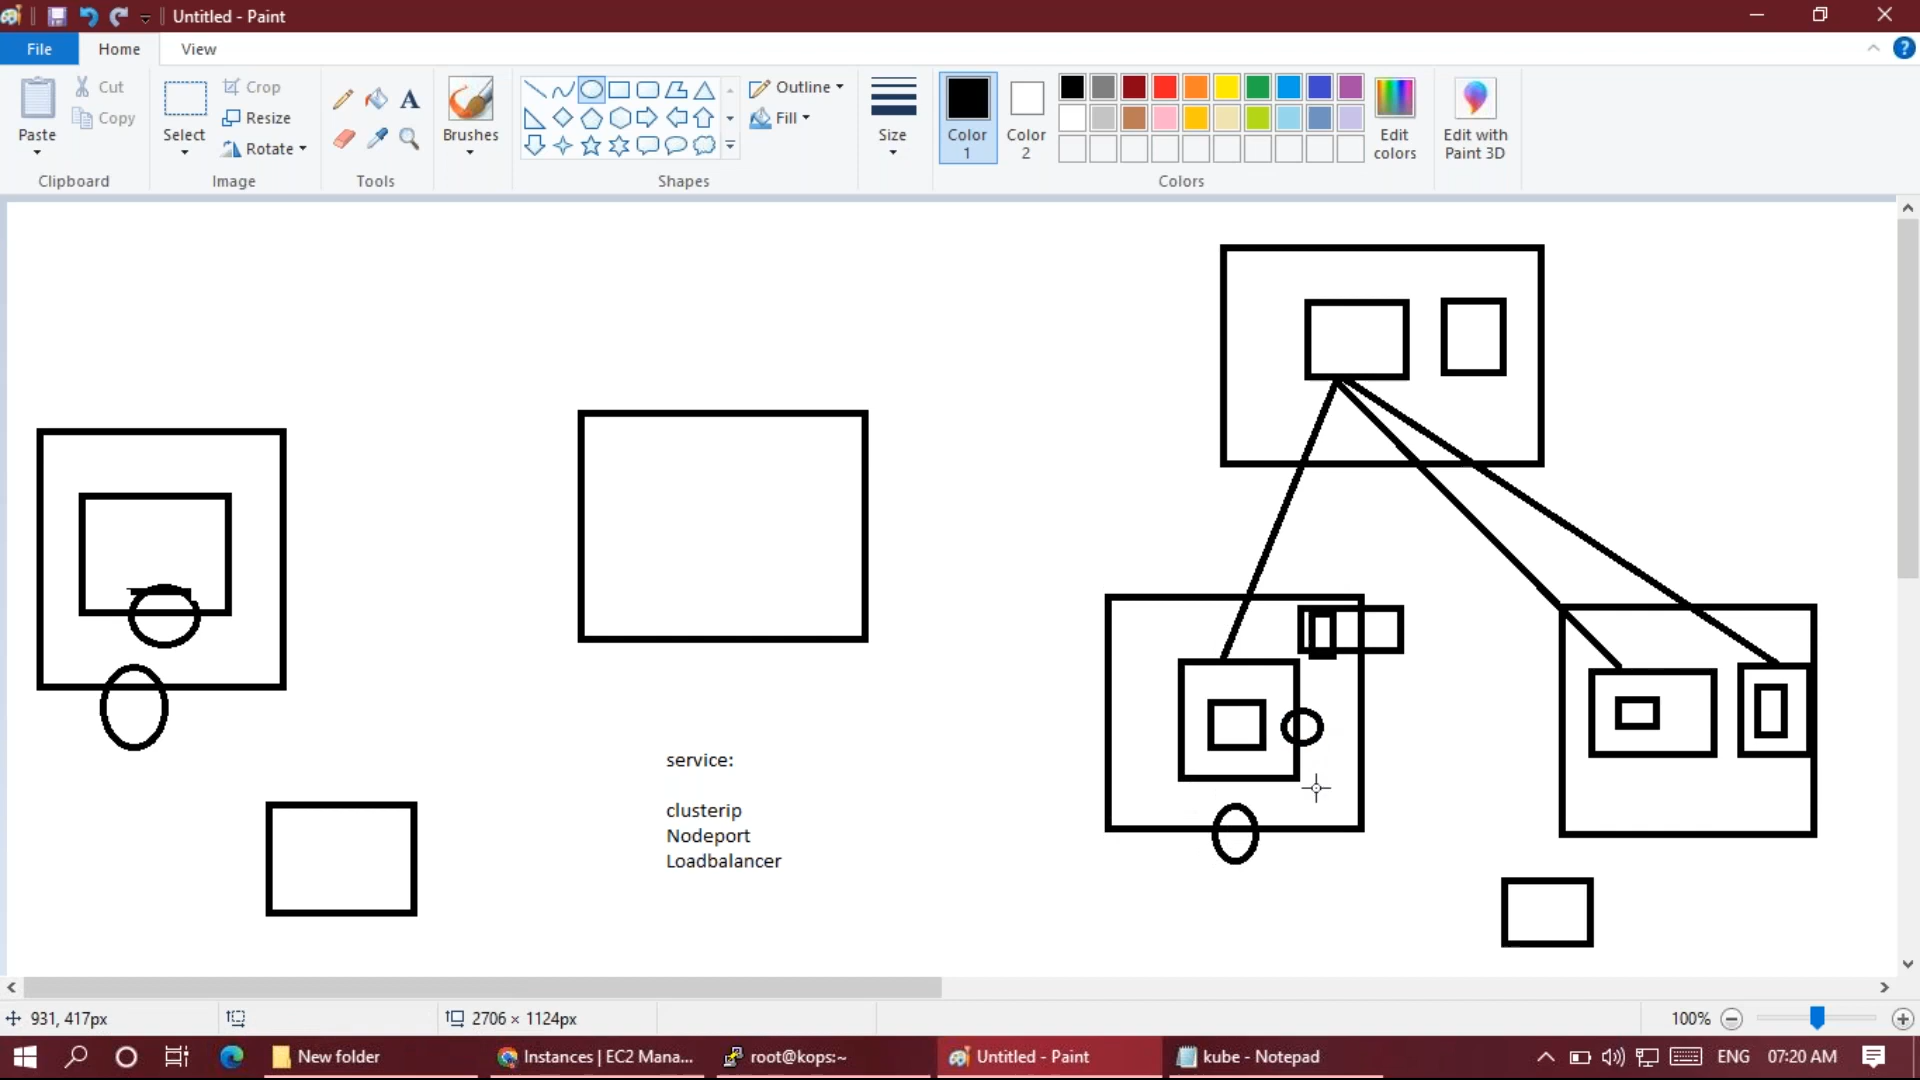 Untitled - Paint
File
Home
View
Paste
Cut
Copy
Clipboard
Select
Crop
Resize
Rotate
Image
A
Tools
Brushes
Shapes
Outline
Fill
Size
Color 1
Color 2
Edit colors
Colors
Edit with Paint 3D
?
service:
clusterip
Nodeport
Loadbalancer
931, 417px
2706 × 1124px
100%
New folder
Instances | EC2 Mana...
root@kops:~
Untitled - Paint
kube - Notepad
ENG
07:20 AM